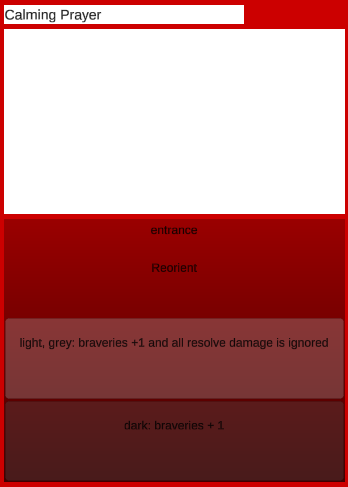 Calming Prayer
entrance
Reorient
light, grey: braveries +1 and all resolve damage is ignored
dark: braveries + 1